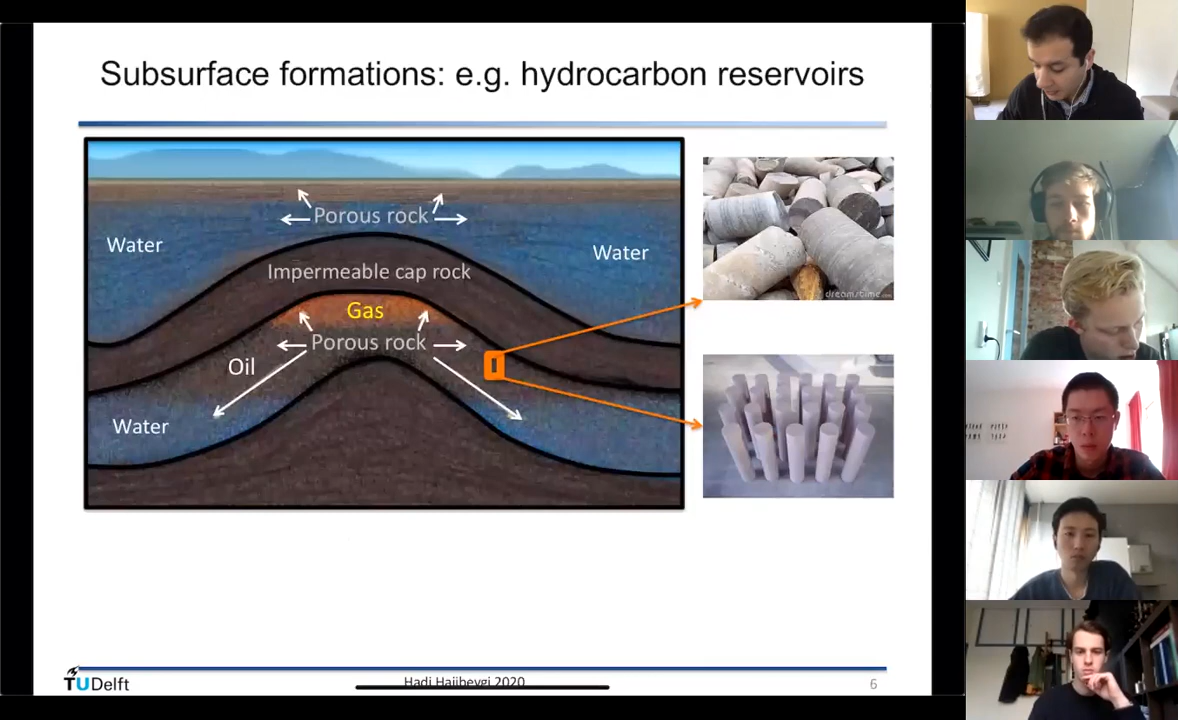 Subsurface formations: e.g. hydrocarbon reservoirs
Porous rock
Water
Water
Impermeable cap rock
Gas
Porous rock
Oil
Water
dreamstime
TUDelft
Hadi Hajibeygi 2020
6